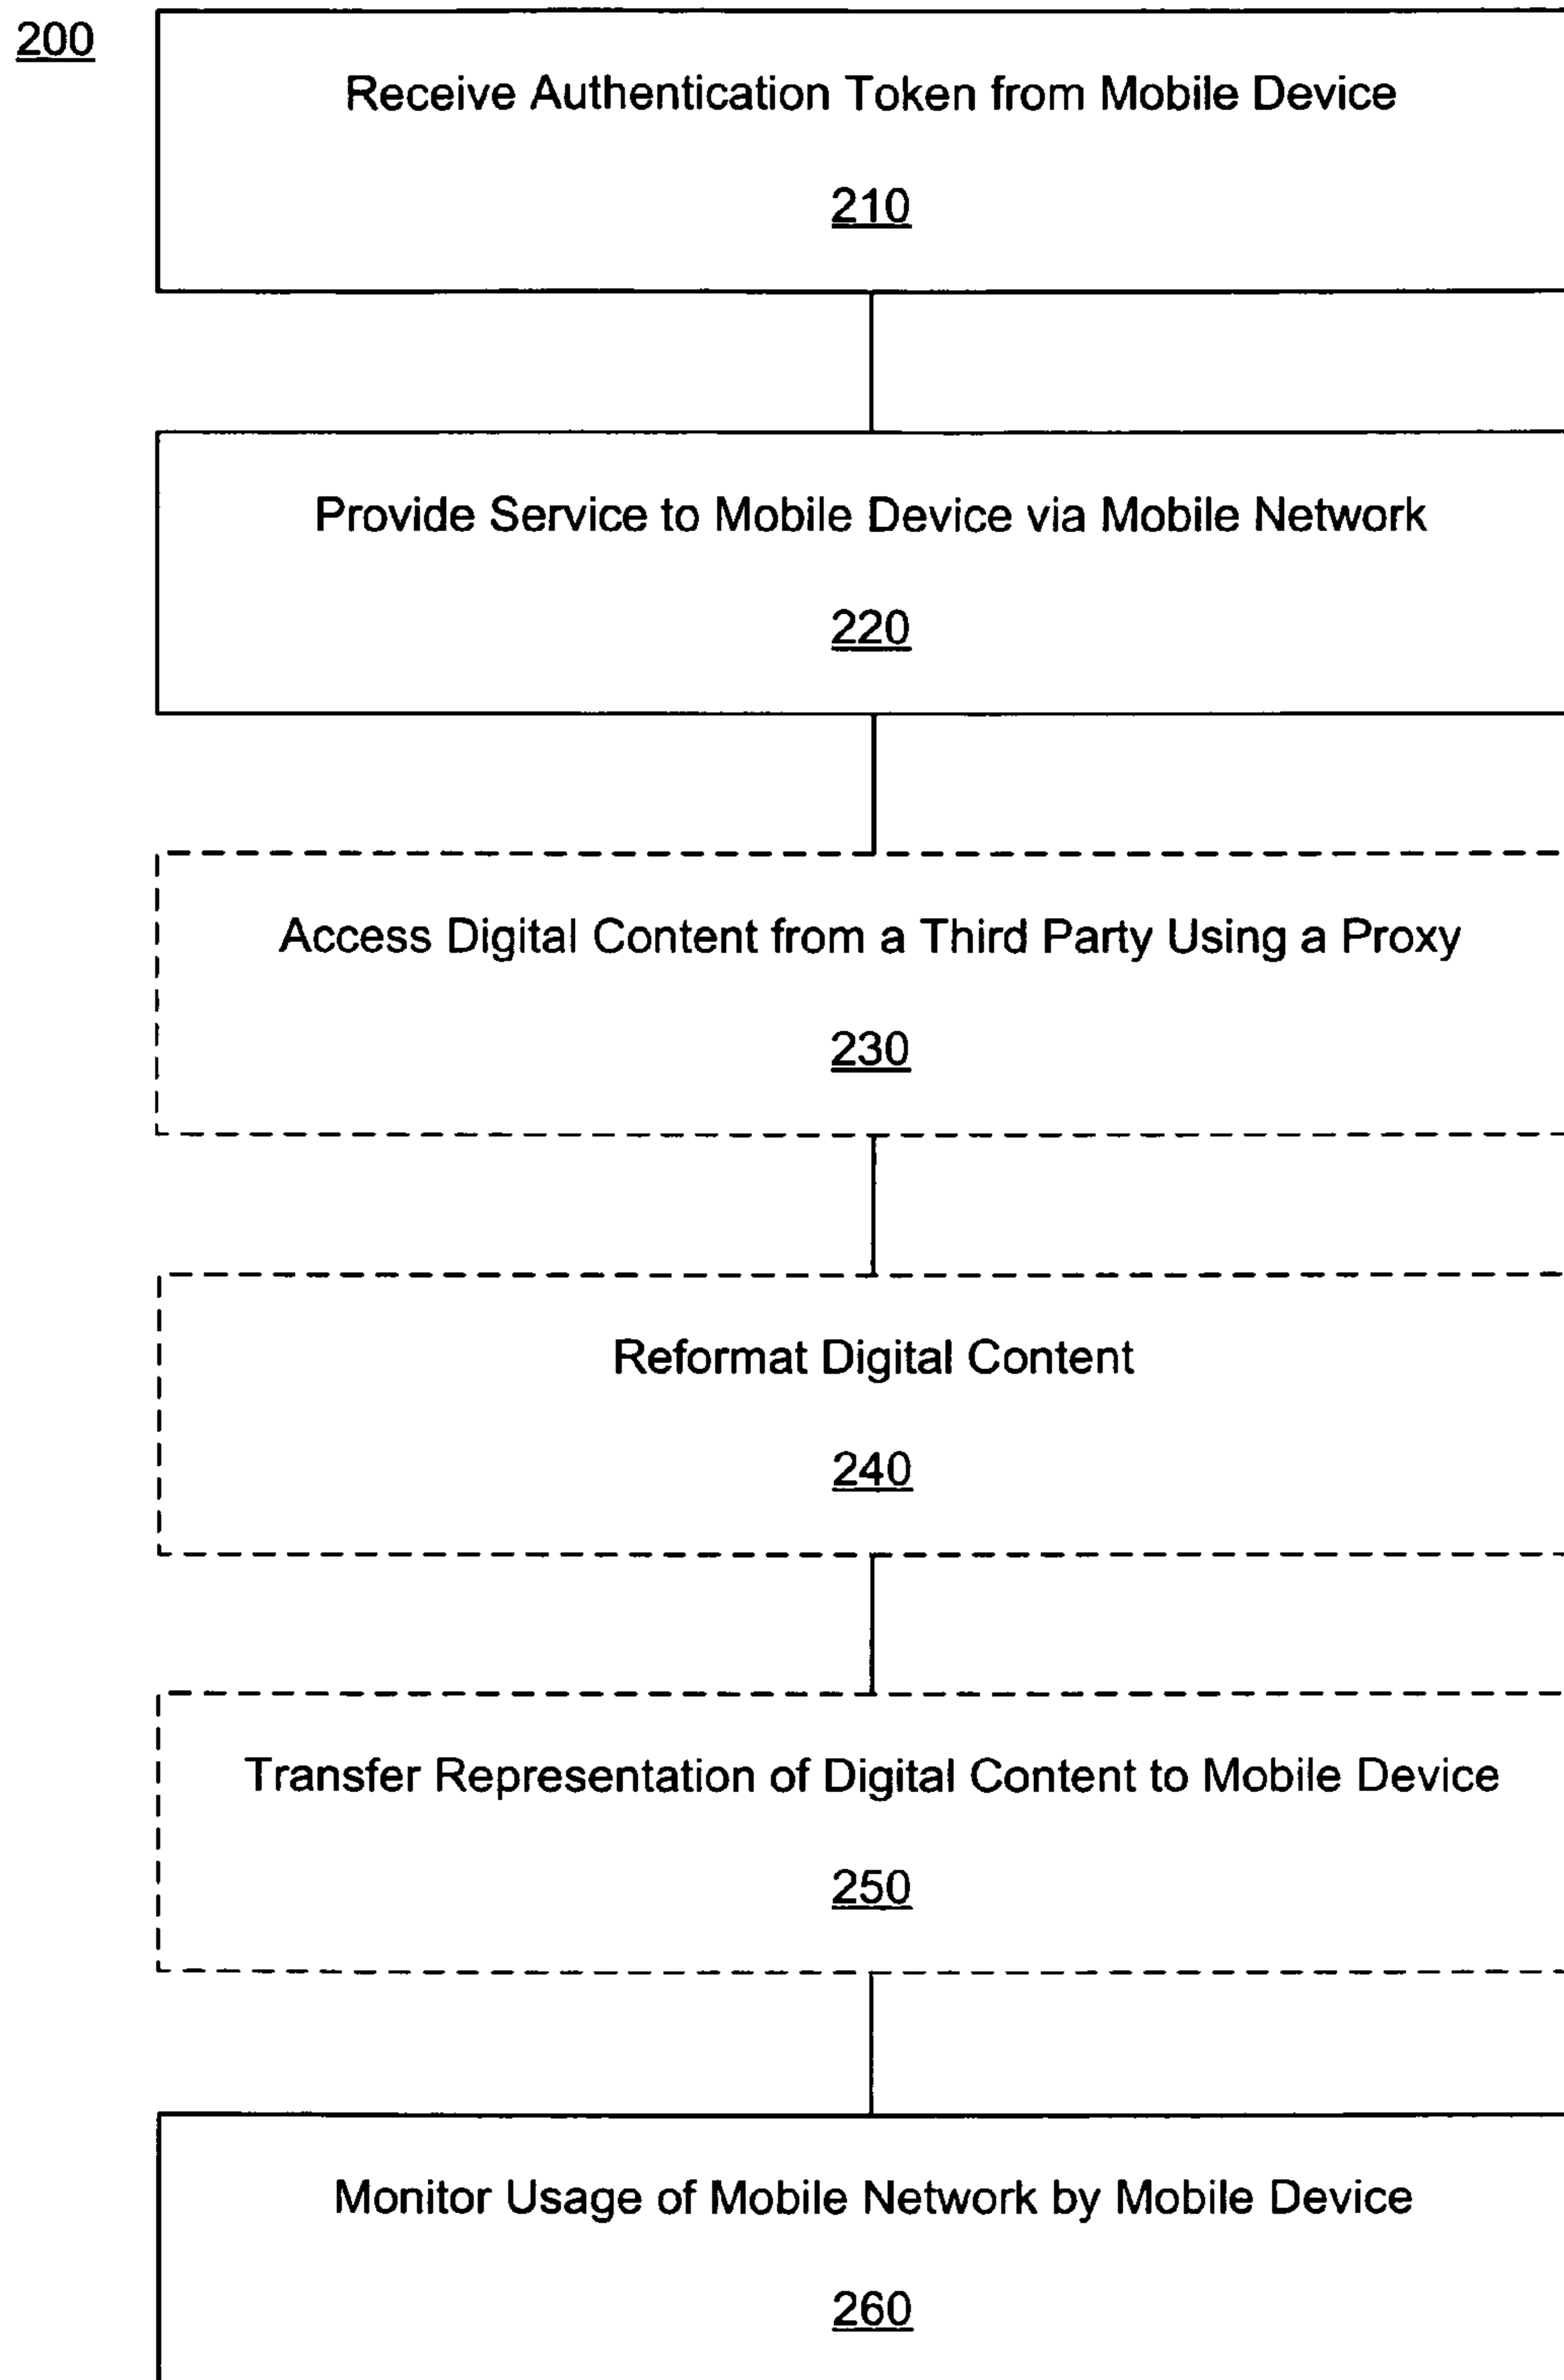 200
Receive Authentication Token from Mobile Device
210
Provide Service to Mobile Device via Mobile Network
220
Access Digital Content from a Third Party Using a Proxy
230
Reformat Digital Content
240
Transfer Representation of Digital Content to Mobile Device
250
Monitor Usage of Mobile Network by Mobile Device
260